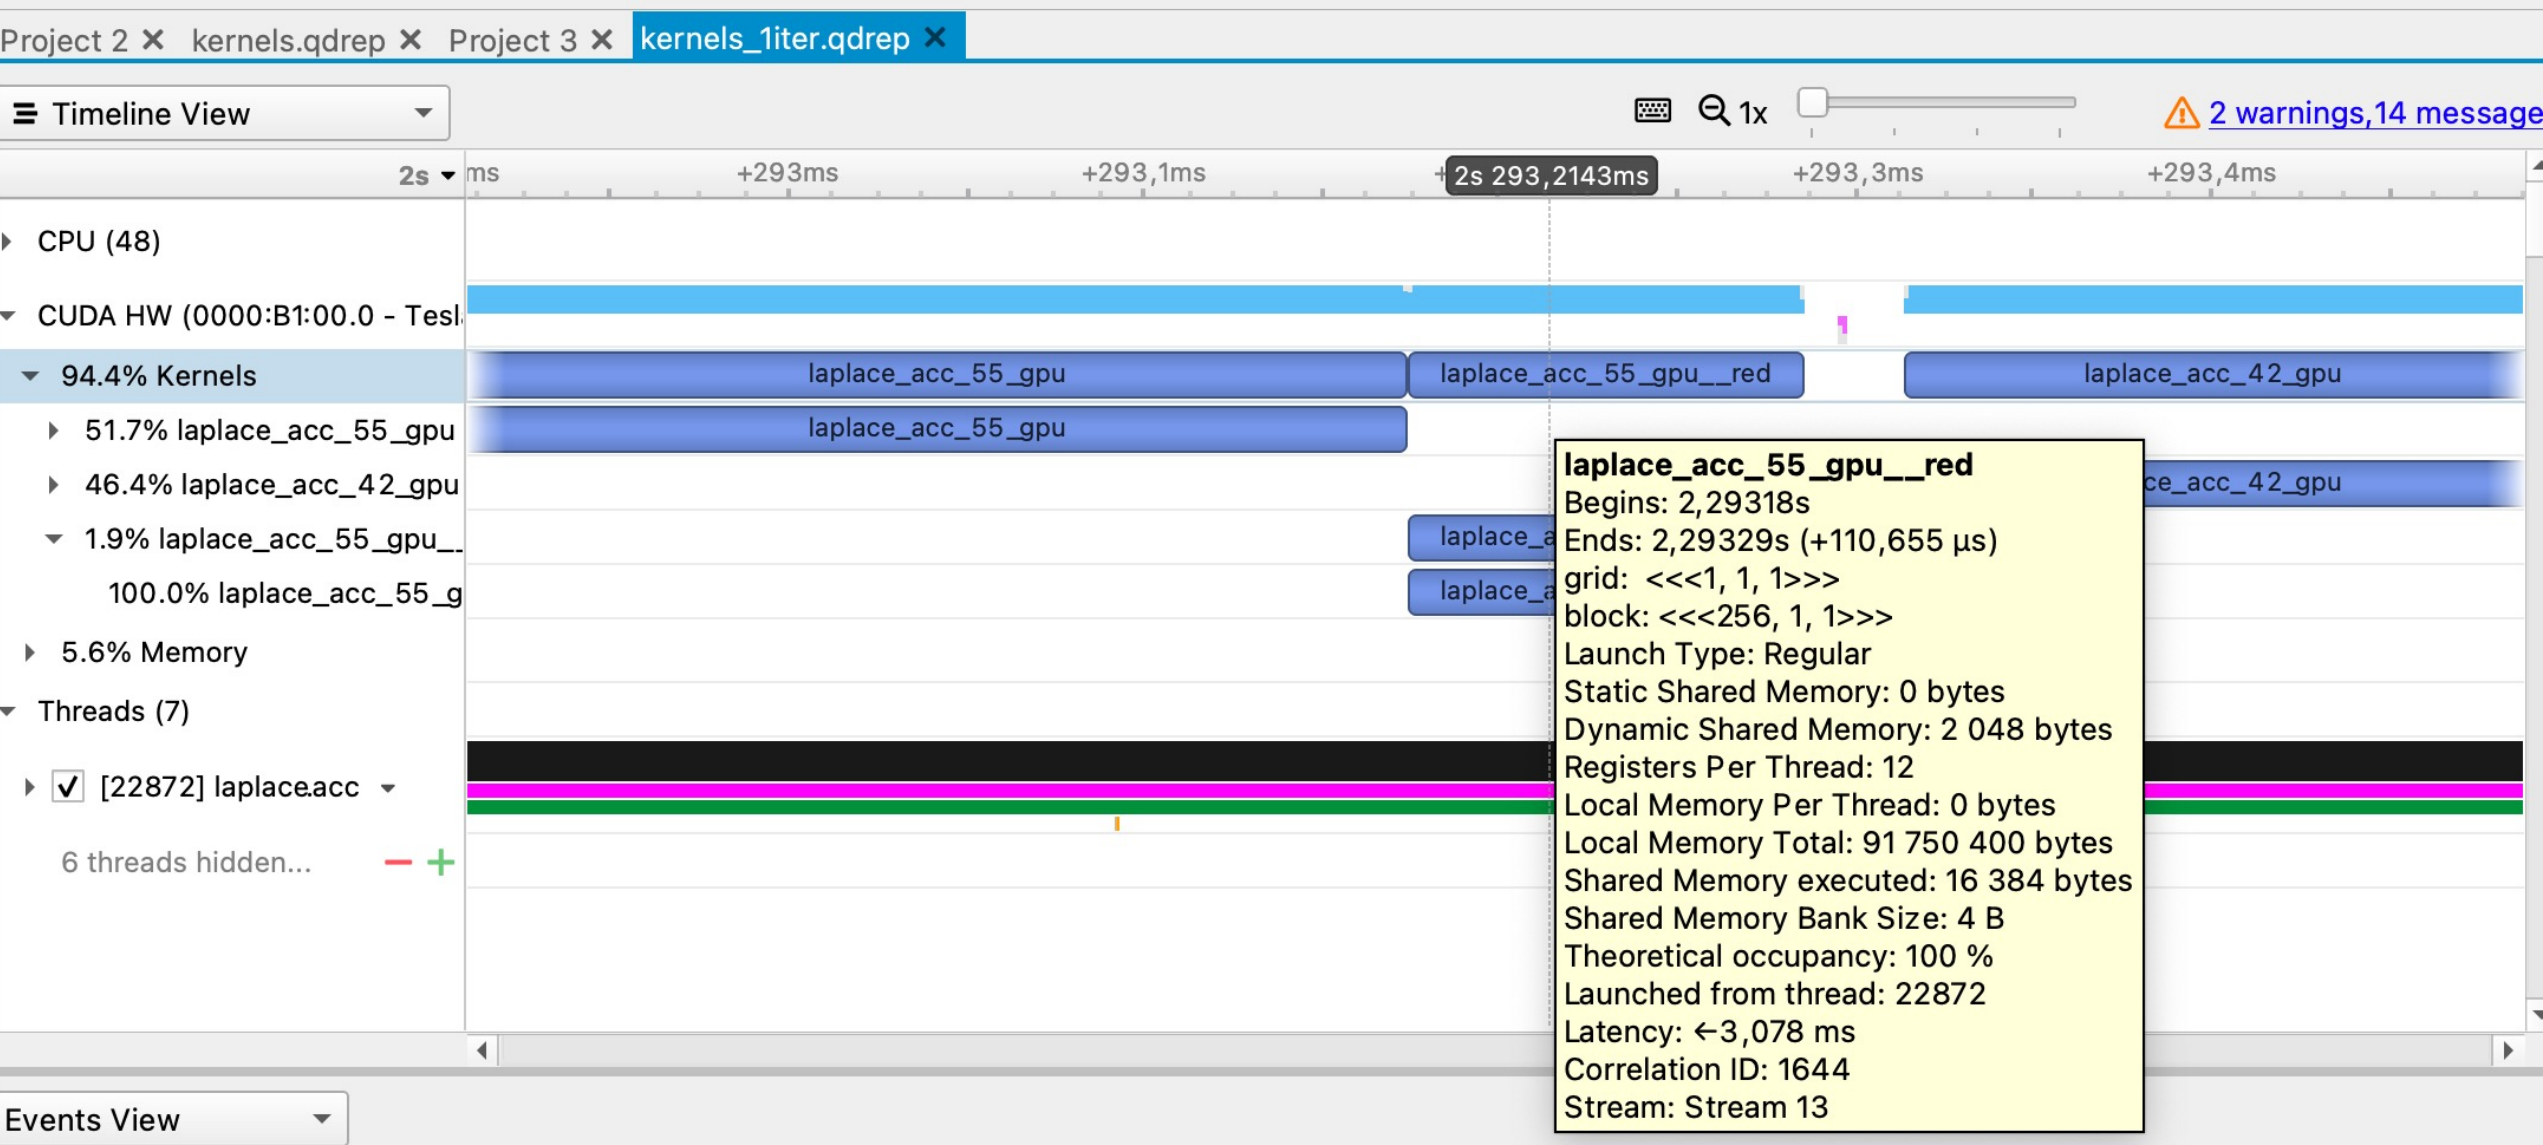 Project 2 ✕ kernels.qdrep ✕ Project 3 ✕ kernels_1iter.qdrep ✕
Timeline View
1x
2 warnings,14 message
2s
ms +293ms +293,1ms + 2s 293,2143ms +293,3ms +293,4ms
CPU (48)
CUDA HW (0000:B1:00.0 - Tesl
94.4% Kernels
laplace_acc_55_gpu laplace_acc_55_gpu__red laplace_acc_42_gpu
51.7% laplace_acc_55_gpu
laplace_acc_55_gpu
46.4% laplace_acc_42_gpu
ce_acc_42_gpu
1.9% laplace_acc_55_gpu__
laplace_a
100.0% laplace_acc_55_g
laplace_a
5.6% Memory
Threads (7)
[22872] laplace.acc
6 threads hidden...
laplace_acc_55_gpu__red
Begins: 2,29318s
Ends: 2,29329s (+110,655 μs)
grid: <<<1, 1, 1>>>
block: <<<256, 1, 1>>>
Launch Type: Regular
Static Shared Memory: 0 bytes
Dynamic Shared Memory: 2 048 bytes
Registers Per Thread: 12
Local Memory Per Thread: 0 bytes
Local Memory Total: 91 750 400 bytes
Shared Memory executed: 16 384 bytes
Shared Memory Bank Size: 4 B
Theoretical occupancy: 100 %
Launched from thread: 22872
Latency: ←3,078 ms
Correlation ID: 1644
Stream: Stream 13
Events View